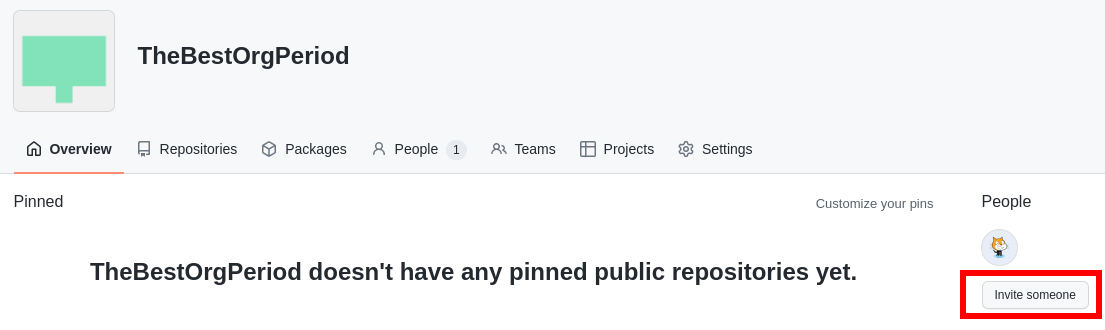 TheBestOrgPeriod
Overview Repositories Packages People 1 Teams Projects Settings
Pinned Customize your pins People
TheBestOrgPeriod doesn't have any pinned public repositories yet.
Invite someone